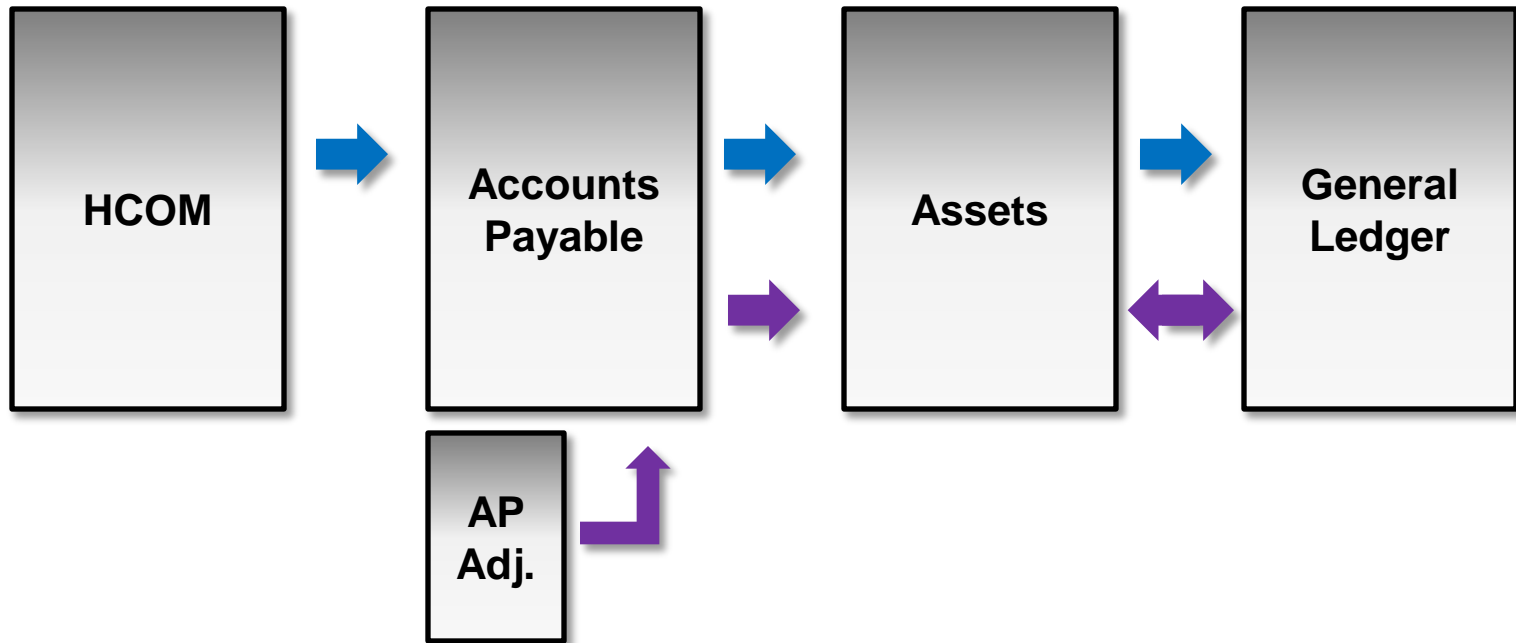 HCOM
Accounts
Payable
Assets
General
Ledger
AP
Adj.